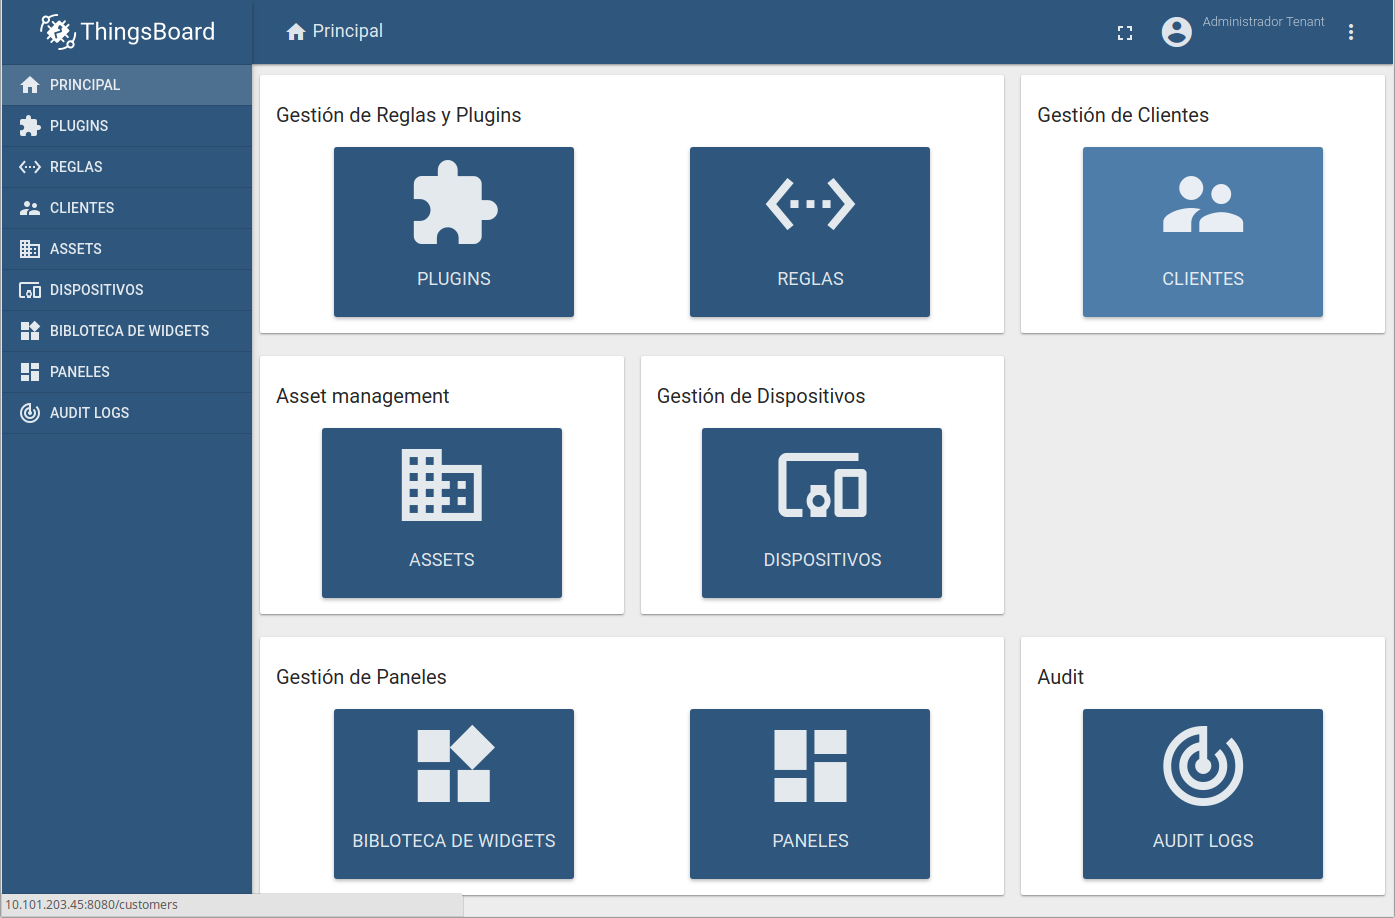 ThingsBoard
Principal
Administrador Tenant
PRINCIPAL
PLUGINS
REGLAS
CLIENTES
ASSETS
DISPOSITIVOS
BIBLOTECA DE WIDGETS
PANELES
AUDIT LOGS
Gestión de Reglas y Plugins
PLUGINS
REGLAS
Gestión de Clientes
CLIENTES
Asset management
ASSETS
Gestión de Dispositivos
DISPOSITIVOS
Gestión de Paneles
BIBLOTECA DE WIDGETS
PANELES
Audit
AUDIT LOGS
10.101.203.45:8080/customers